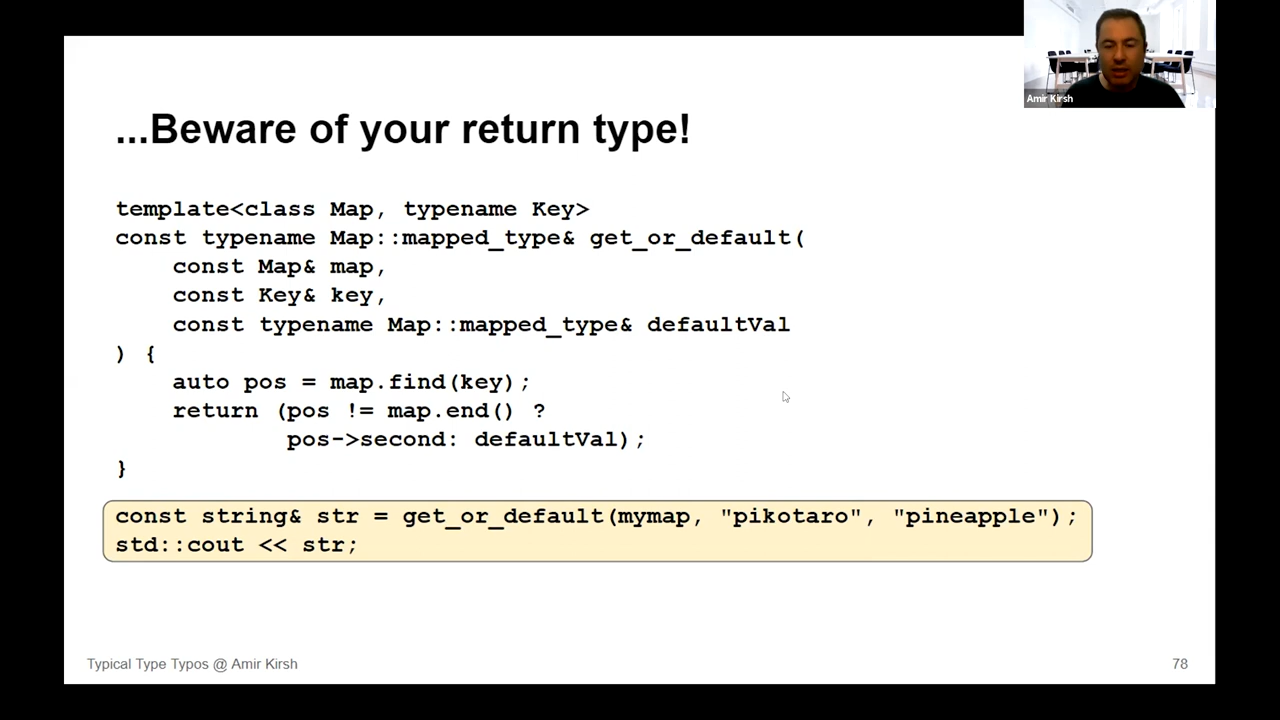 Amir Kirsh
...Beware of your return type!
template<class Map, typename Key>
const typename Map::mapped_type& get_or_default(
    const Map& map,
    const Key& key,
    const typename Map::mapped_type& defaultVal
) {
    auto pos = map.find(key);
    return (pos != map.end() ?
            pos->second: defaultVal);
}
const string& str = get_or_default(mymap, "pikotaro", "pineapple");
std::cout << str;
Typical Type Typos @ Amir Kirsh
78